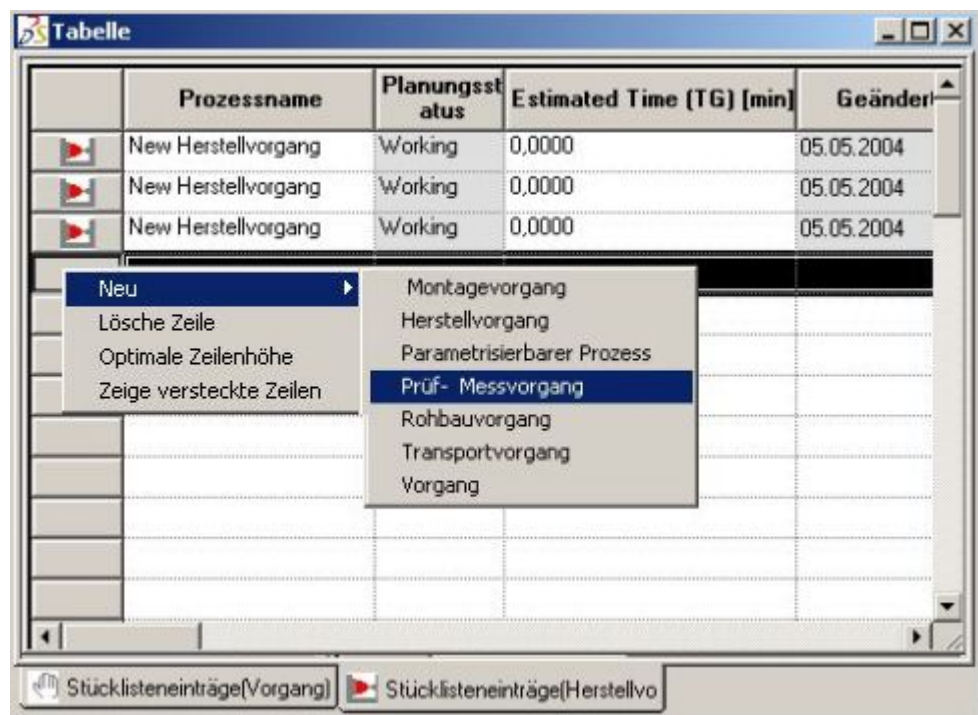 Tabelle
Prozessname Planungsst atus Estimated Time (TG) [min] Geändert
New Herstellvorgang Working 0,0000 05.05.2004
New Herstellvorgang Working 0,0000 05.05.2004
New Herstellvorgang Working 0,0000 05.05.2004
Neu
Lösche Zeile
Optimale Zeilenhöhe
Zeige versteckte Zeilen
Montagevorgang
Herstellvorgang
Parametrisierbarer Prozess
Prüf- Messvorgang
Rohbauvorgang
Transportvorgang
Vorgang
Stücklisteneinträge(Vorgang) Stücklisteneinträge(Herstellvo